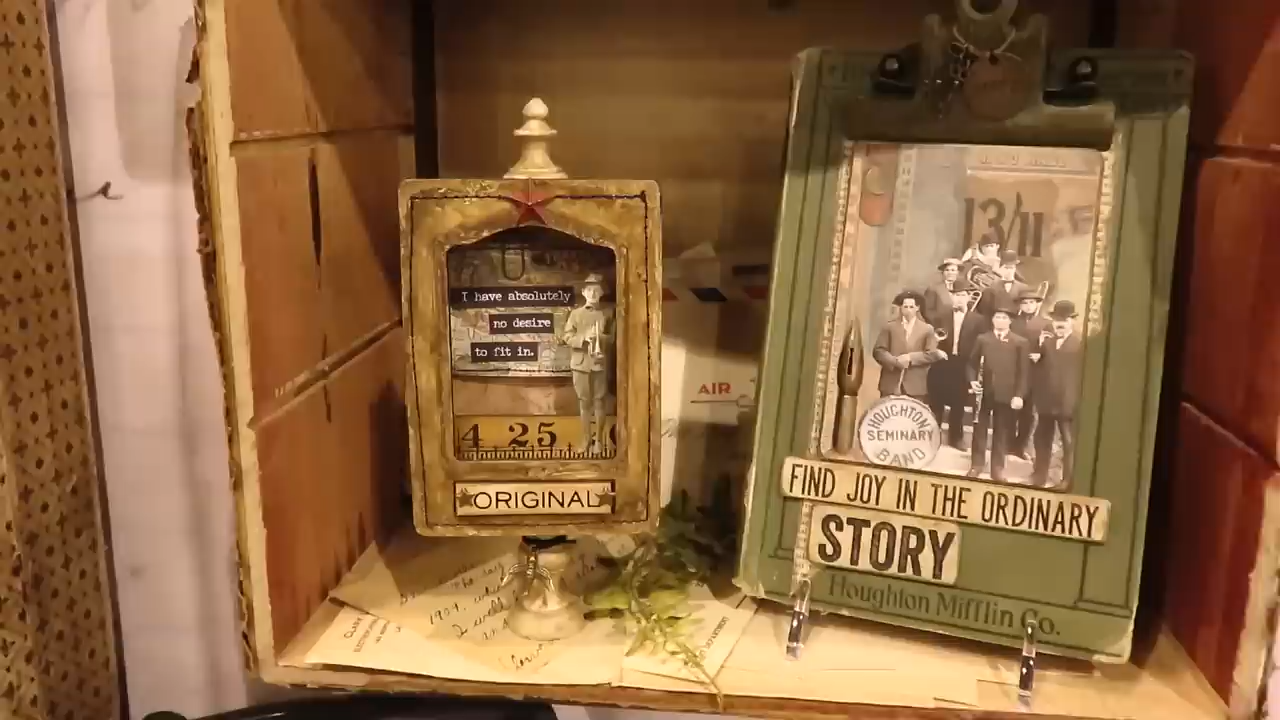 I have absolutely
no desire
to fit in.
4 25
ORIGINAL
AIR
1909.
13/11
HOUGHTON
SEMINARY
BAND
FIND JOY IN THE ORDINARY
STORY
Houghton Mifflin Co.